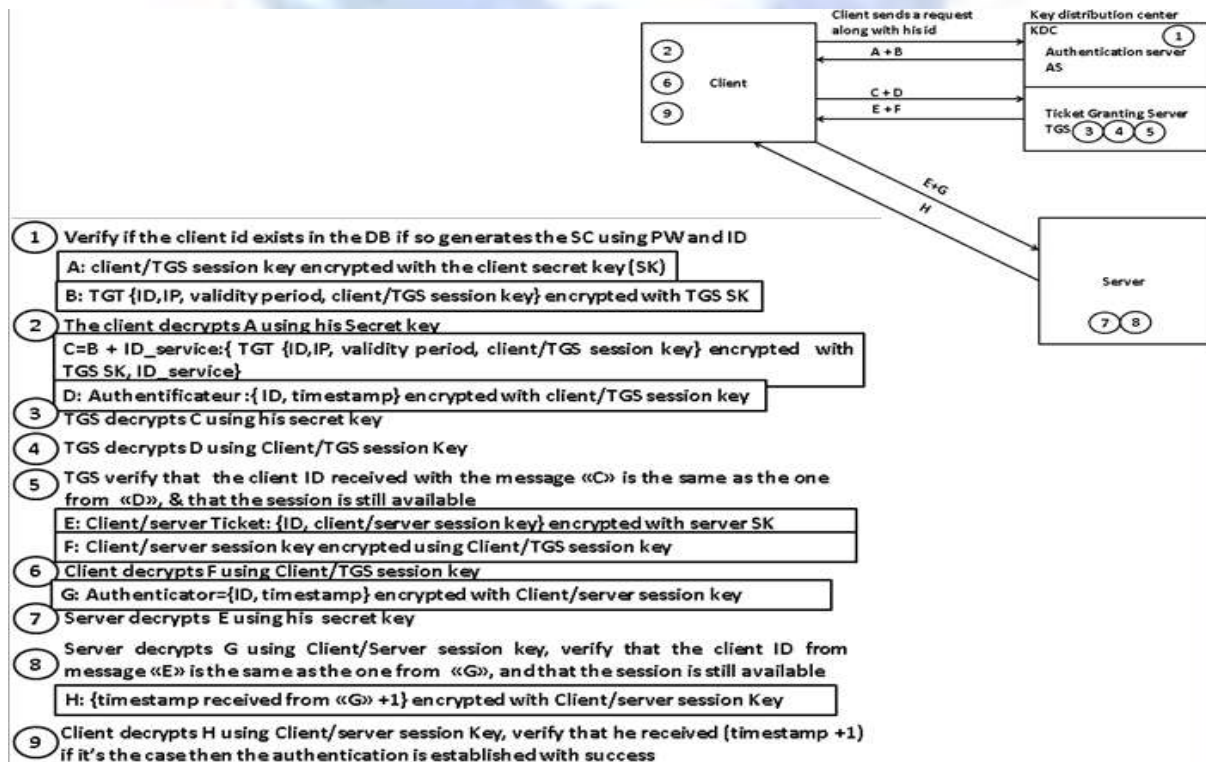 Client sends a request
along with his id
Key distribution center
KDC
1
Authentication server
AS
A + B
2
6
Client
9
C + D
E + F
Ticket Granting Server
TGS 3 4 5
E+G
H
Server
7 8
1 Verify if the client id exists in the DB if so generates the SC using PW and ID
A: client/TGS session key encrypted with the client secret key (SK)
B: TGT {ID,IP, validity period, client/TGS session key} encrypted with TGS SK
2 The client decrypts A using his Secret key
C=B + ID_service:{ TGT {ID,IP, validity period, client/TGS session key} encrypted with
TGS SK, ID_service}
D: Authentificateur :{ ID, timestamp} encrypted with client/TGS session key
3 TGS decrypts C using his secret key
4 TGS decrypts D using Client/TGS session Key
5 TGS verify that the client ID received with the message «C» is the same as the one
from «D», & that the session is still available
E: Client/server Ticket: {ID, client/server session key} encrypted with server SK
F: Client/server session key encrypted using Client/TGS session key
6 Client decrypts F using Client/TGS session key
G: Authenticator={ID, timestamp} encrypted with Client/server session key
7 Server decrypts E using his secret key
8 Server decrypts G using Client/Server session key, verify that the client ID from
message «E» is the same as the one from «G», and that the session is still available
H: {timestamp received from «G» +1} encrypted with Client/server session Key
9 Client decrypts H using Client/server session Key, verify that he received (timestamp +1)
if it's the case then the authentication is established with success